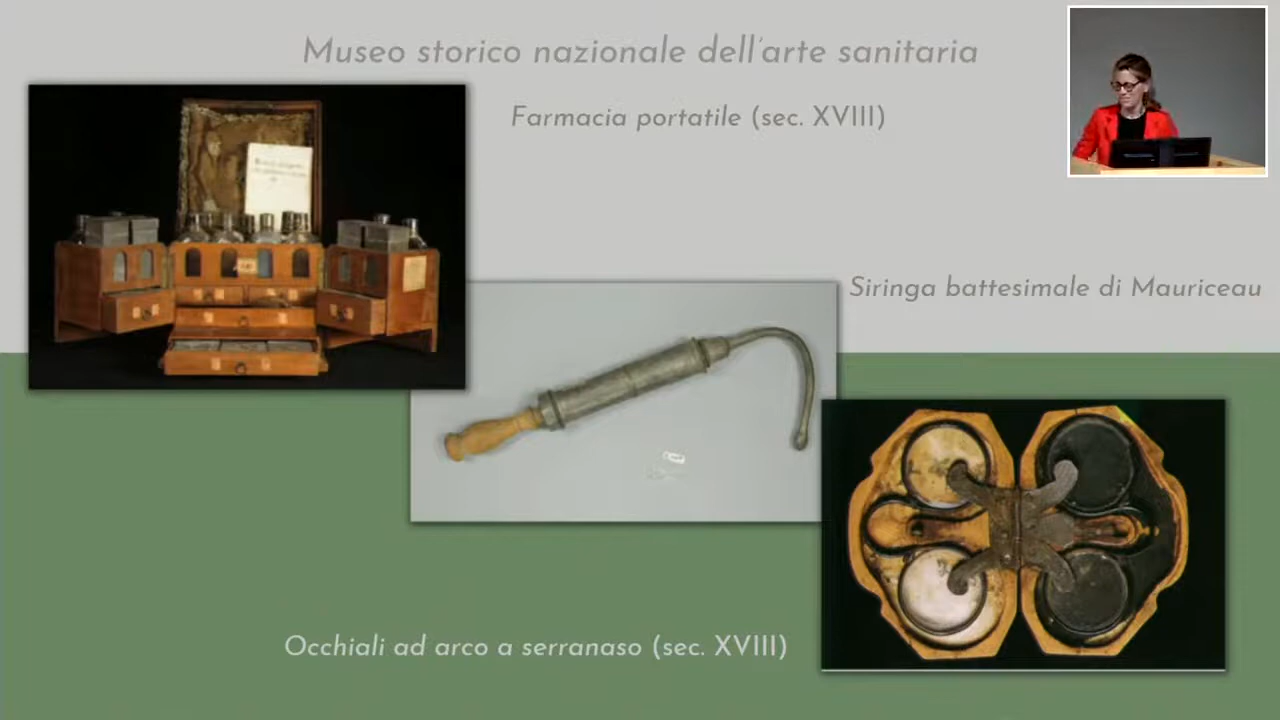 Museo storico nazionale dell'arte sanitaria
Farmacia portatile (sec. XVIII)
Siringa battesimale di Mauriceau
Occhiali ad arco a serranaso (sec. XVIII)